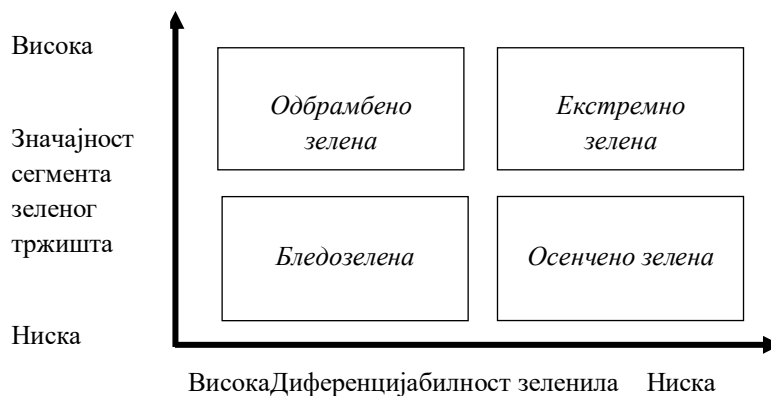 Висока
Одбрамбено
зелена
Екстремно
зелена
Значајност
сегмента
зеленог
тржишта
Бледозелена
Осенчено зелена
Ниска
ВисокаДиференцијабилност зеленила Ниска